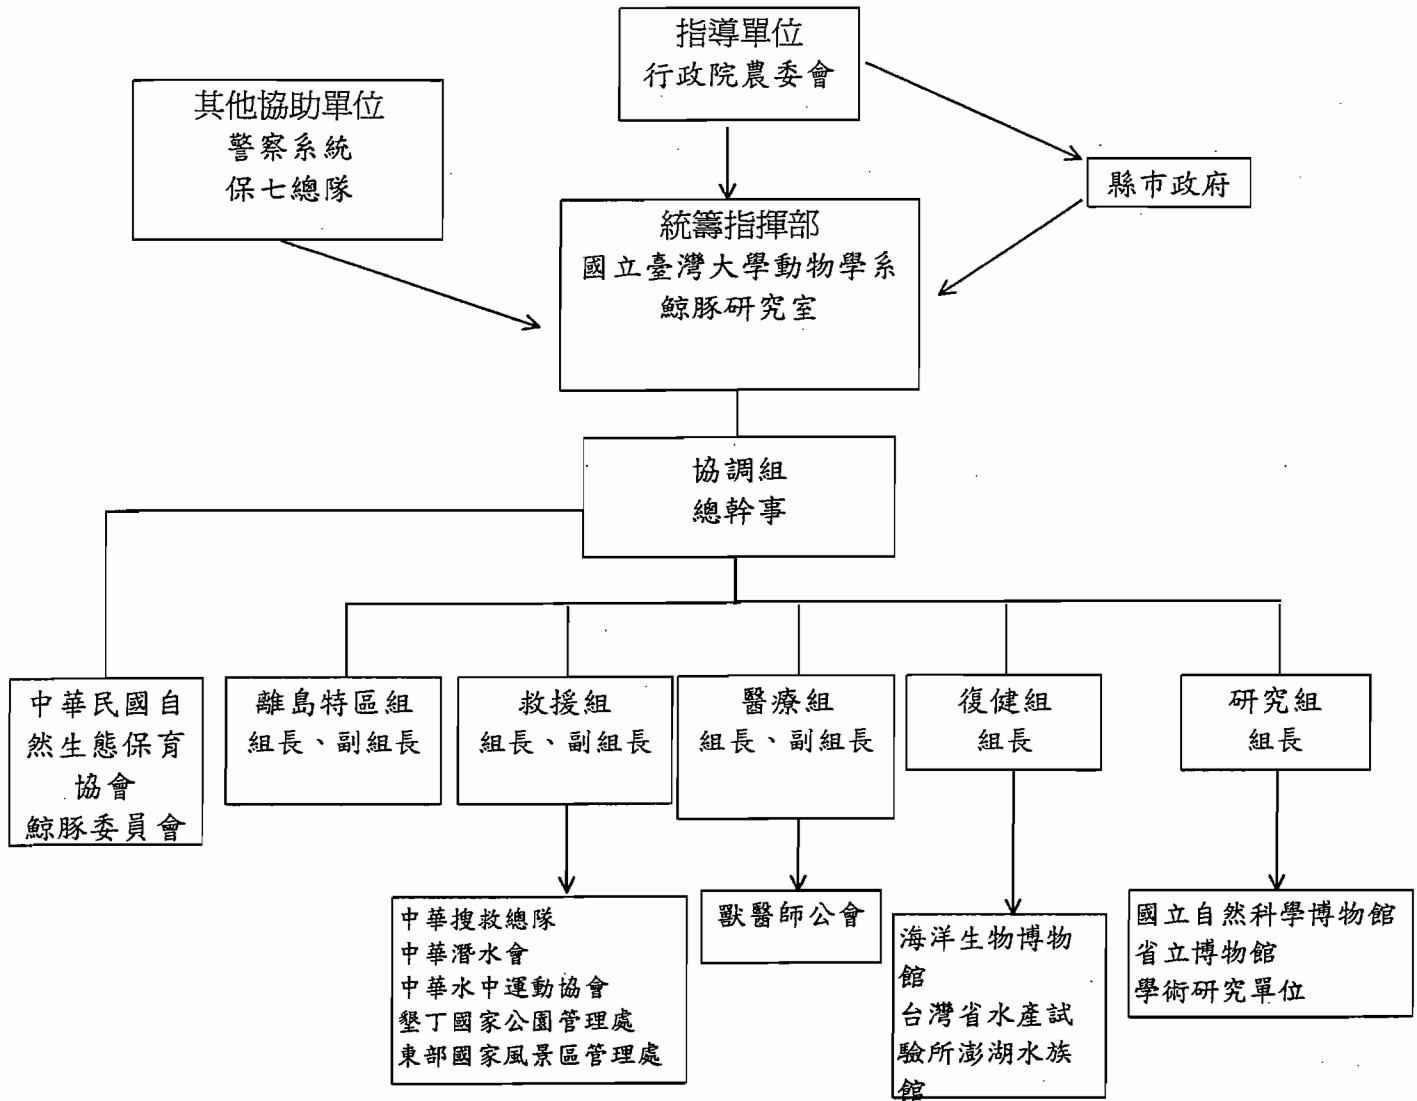 指導單位
行政院農委會
其他協助單位
警察系統
保七總隊
縣市政府
統籌指揮部
國立臺灣大學動物學系
鯨豚研究室
協調組
總幹事
中華民國自
然生態保育
協會
鯨豚委員會
離島特區組
組長、副組長
救援組
組長、副組長
醫療組
組長、副組長
復健組
組長
研究組
組長
中華搜救總隊
中華潛水會
中華水中運動協會
墾丁國家公園管理處
東部國家風景區管理處
獸醫師公會
海洋生物博物
館
台灣省水產試
驗所澎湖水族
館
國立自然科學博物館
省立博物館
學術研究單位